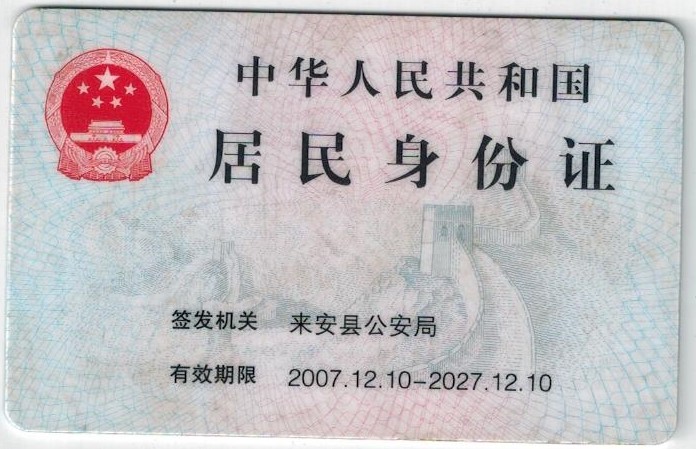 中华人民共和国
居民身份证
签发机关 来安县公安局
有效期限 2007.12.10-2027.12.10